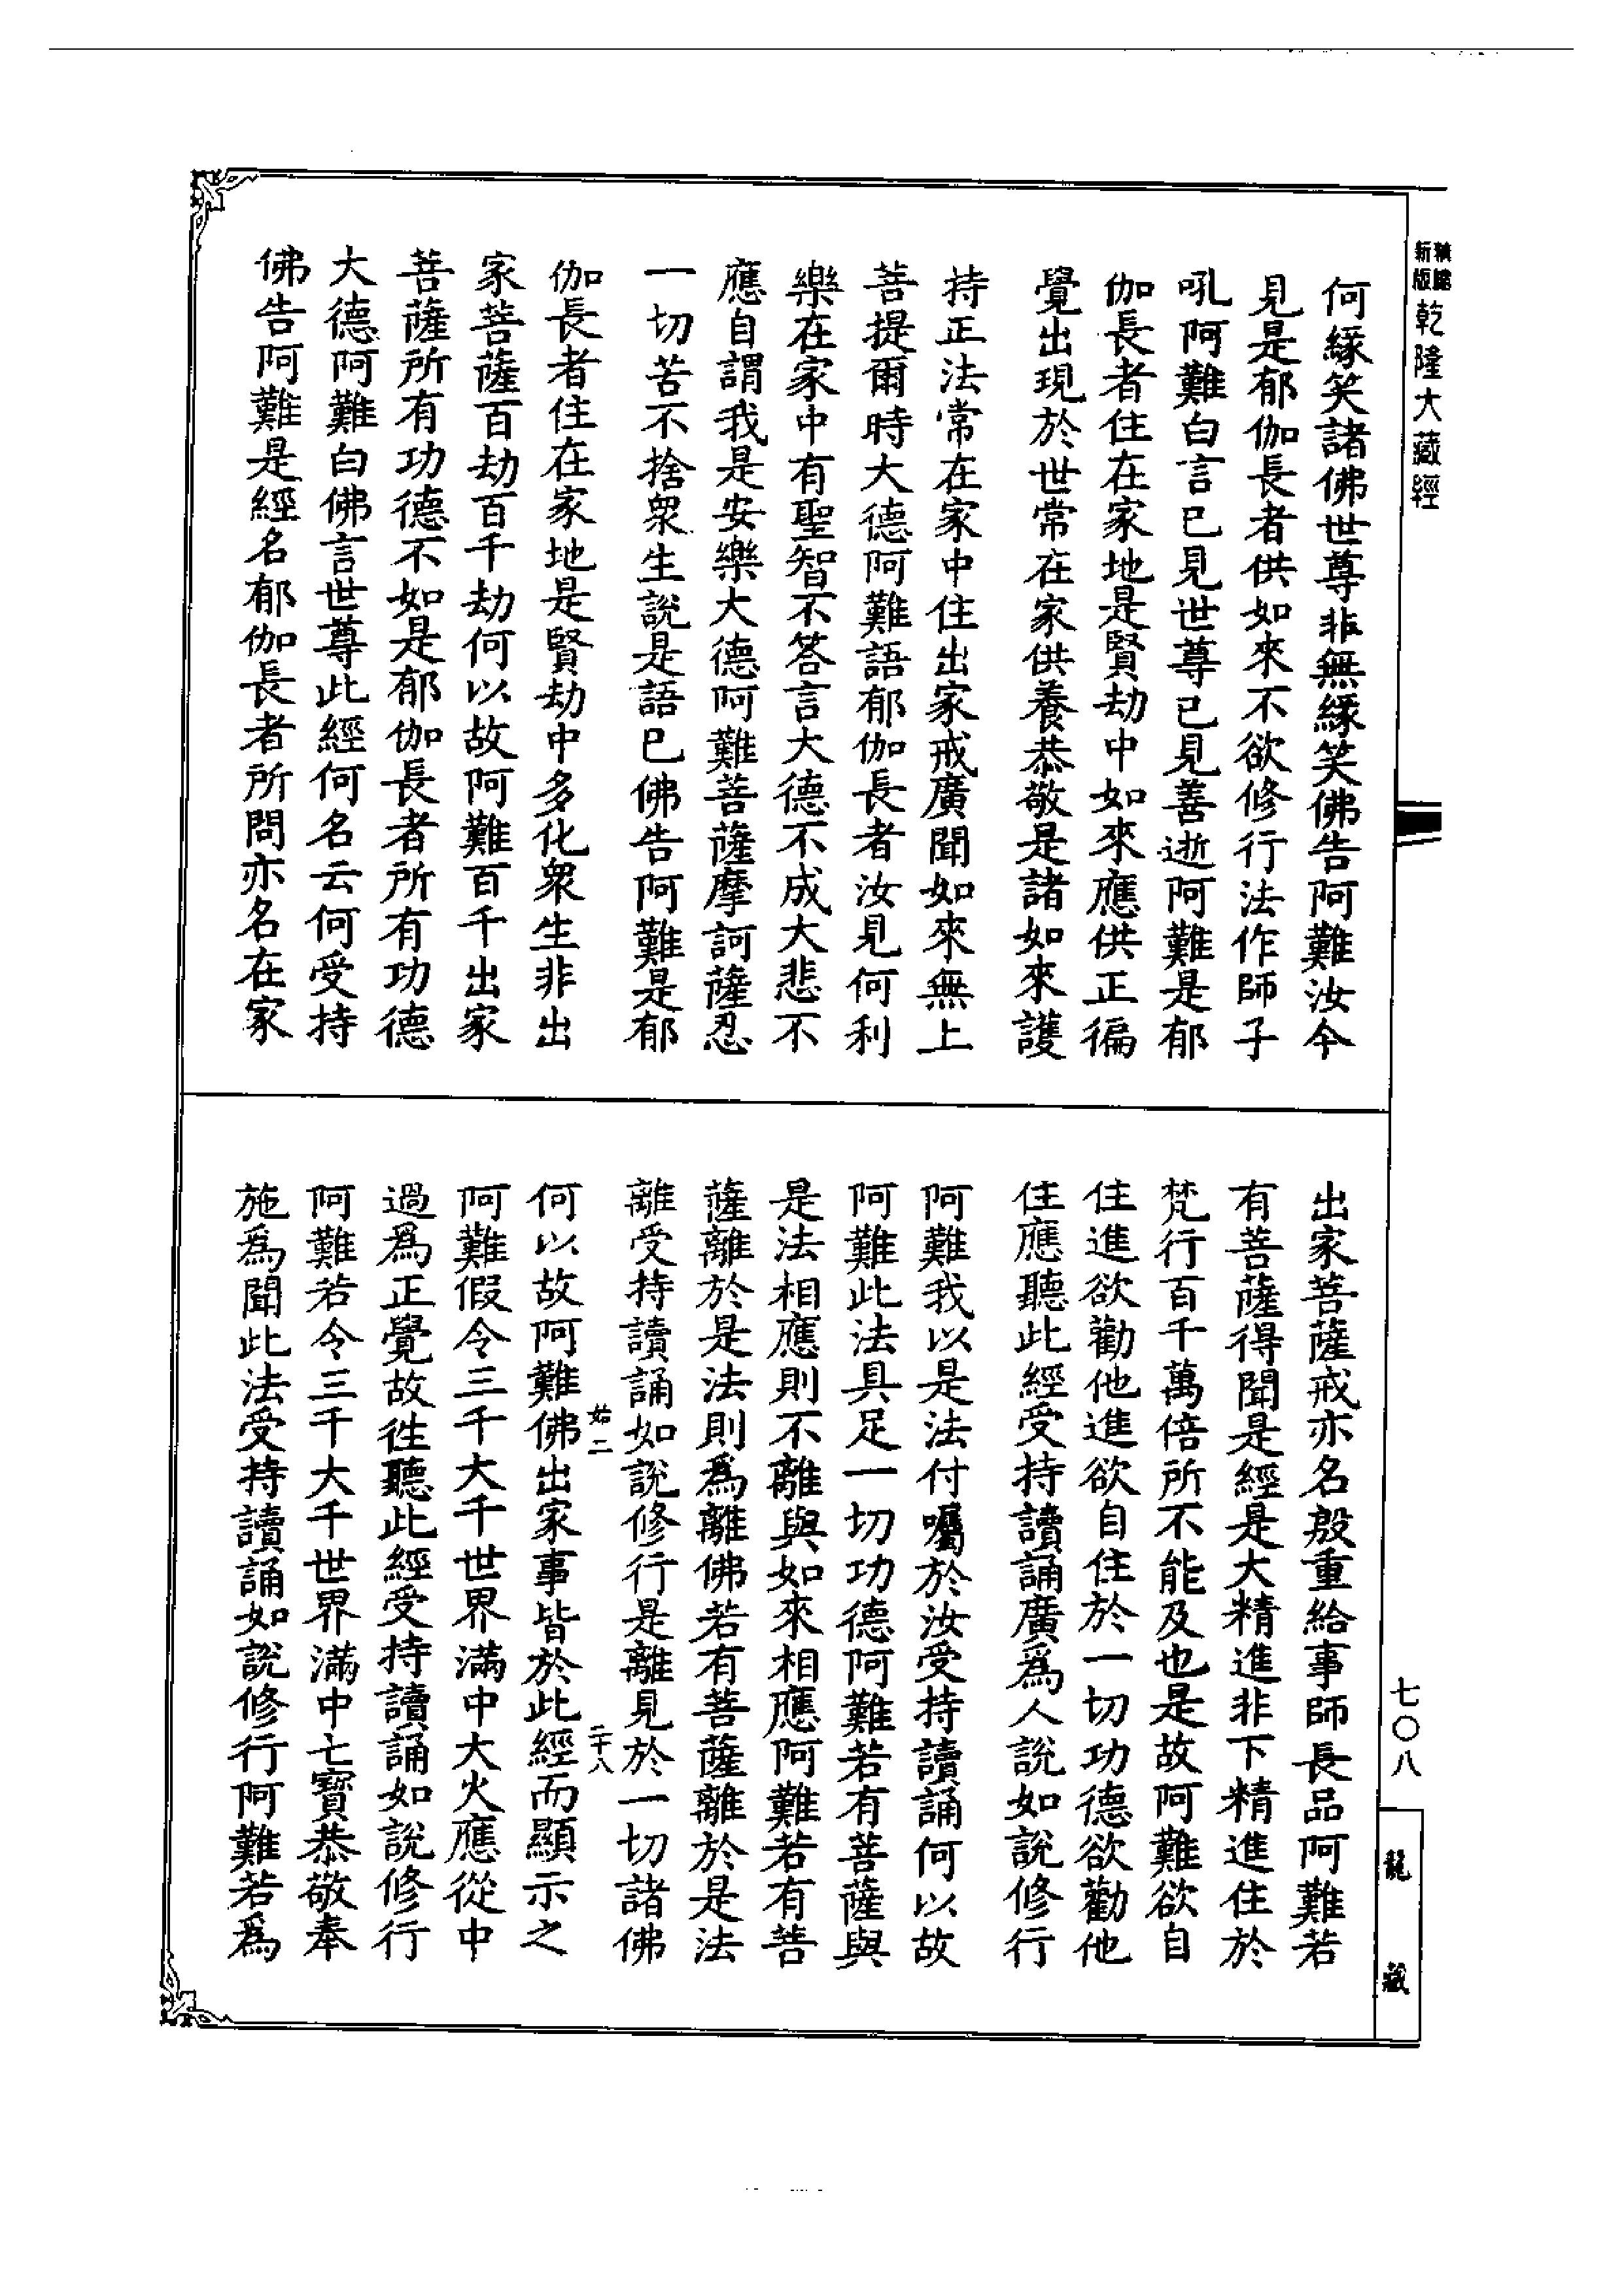 新版精縮乾隆大藏經
何緣笑諸佛世尊非無緣笑佛告阿難汝今
見是郁伽長者供如來不欲修行法作師子
吼阿難白言已見世尊已見善逝阿難是郁
伽長者住在家地是賢劫中如來應供正徧
覺出現於世常在家供養恭敬是諸如來護
持正法常在家中住出家戒廣聞如來無上
菩提爾時大德阿難語郁伽長者汝見何利
樂在家中有聖智不答言大德不成大悲不
應自謂我是安樂大德阿難菩薩摩訶薩忍
一切苦不捨衆生說是語已佛告阿難是郁
伽長者住在家地是賢劫中多化衆生非出
家菩薩百劫百千劫何以故阿難百千出家
菩薩所有功德不如是郁伽長者所有功德
大德阿難白佛言世尊此經何名云何受持
佛告阿難是經名郁伽長者所問亦名在家
出家菩薩戒亦名殷重給事師長品阿難若
有菩薩得聞是經是大精進非下精進住於
梵行百千萬倍所不能及也是故阿難欲自
住進欲勸他進欲自住於一切功德欲勸他
住應聽此經受持讀誦廣爲人說如說修行
阿難我以是法付囑於汝受持讀誦何以故
阿難此法具足一切功德阿難若有菩薩與
是法相應則不離與如來相應阿難若有菩
薩離於是法則爲離佛若有菩薩離於是法
離受持讀誦如說修行是離見於一切諸佛
始二 二十八
何以故阿難佛出家事皆於此經而顯示之
阿難假令三千大千世界滿中大火應從中
過爲正覺故徃聽此經受持讀誦如說修行
阿難若令三千大千世界滿中七寳恭敬奉
施爲聞此法受持讀誦如說修行阿難若爲
七〇八
龍藏